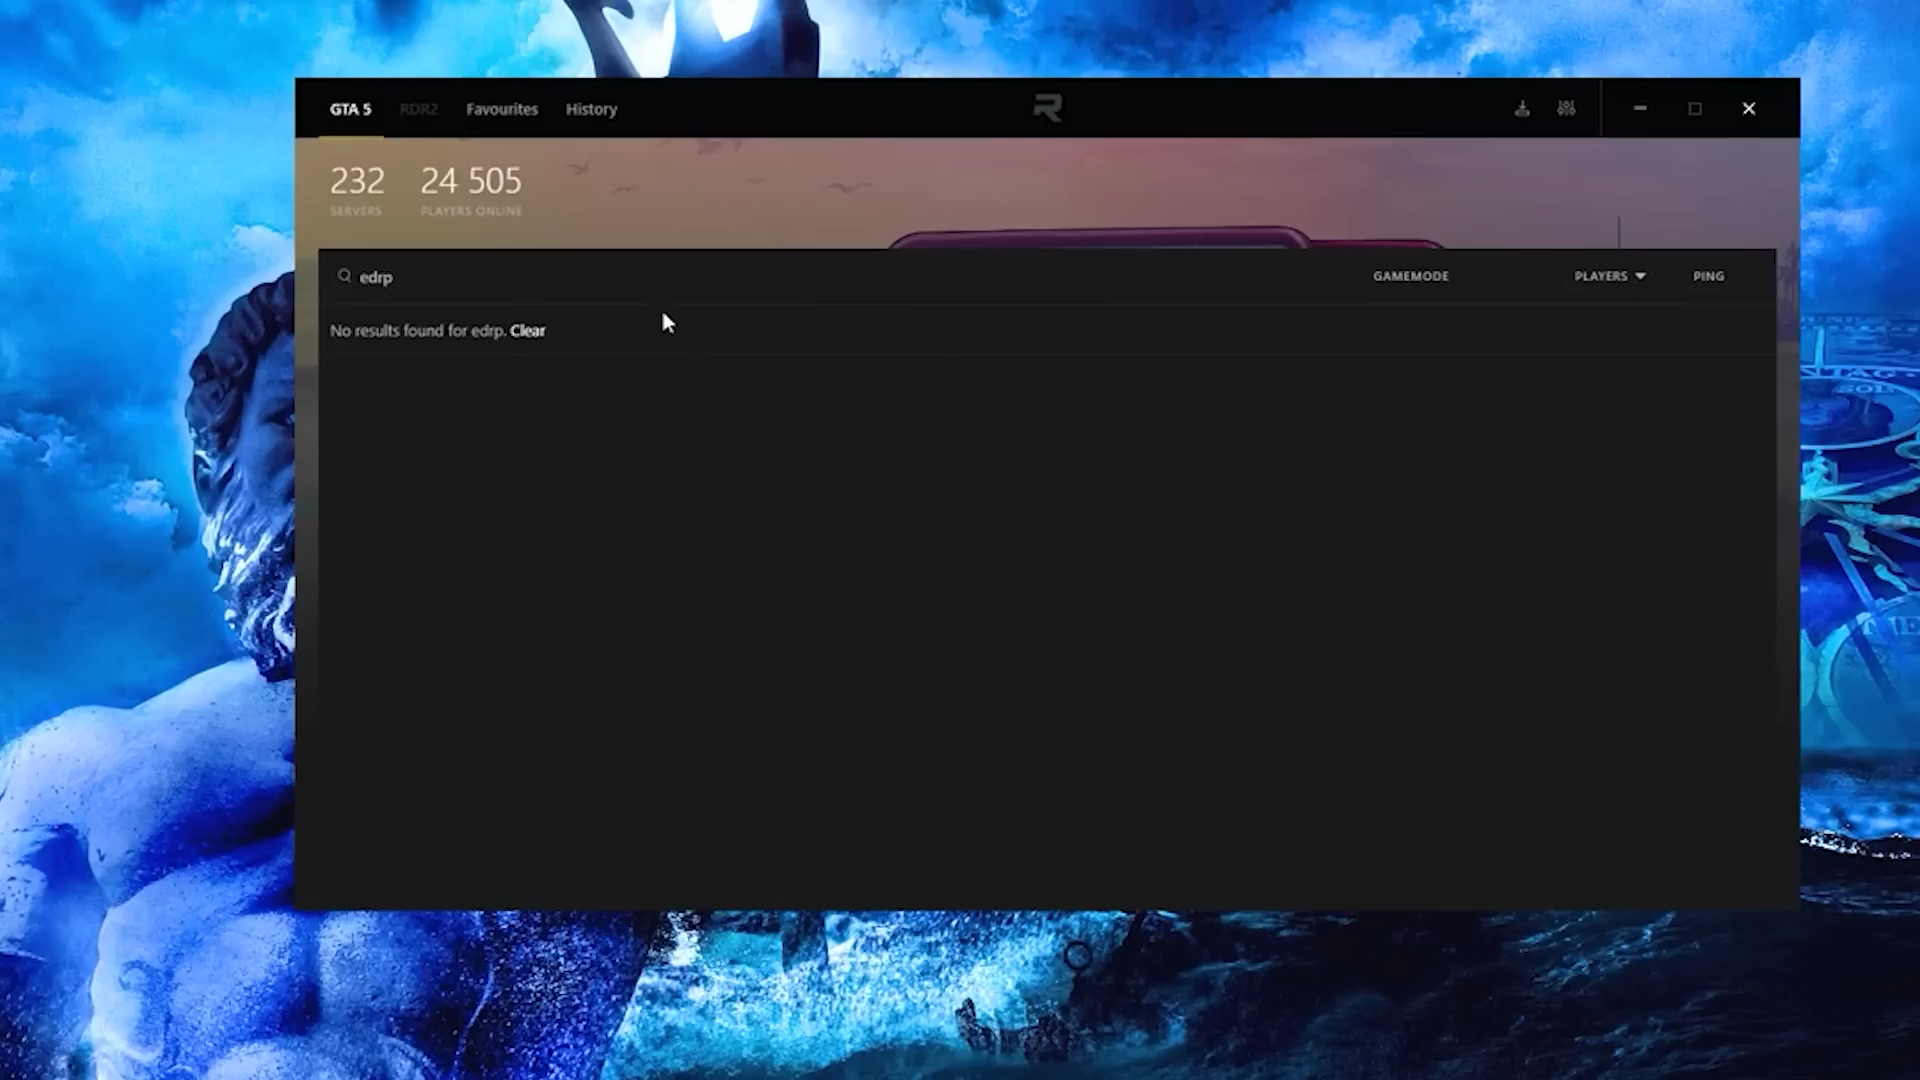 GTA 5 RDR2 Favourites History
232 24 505
SERVERS PLAYERS ONLINE
edrp GAMEMODE PLAYERS PING
No results found for edrp. Clear